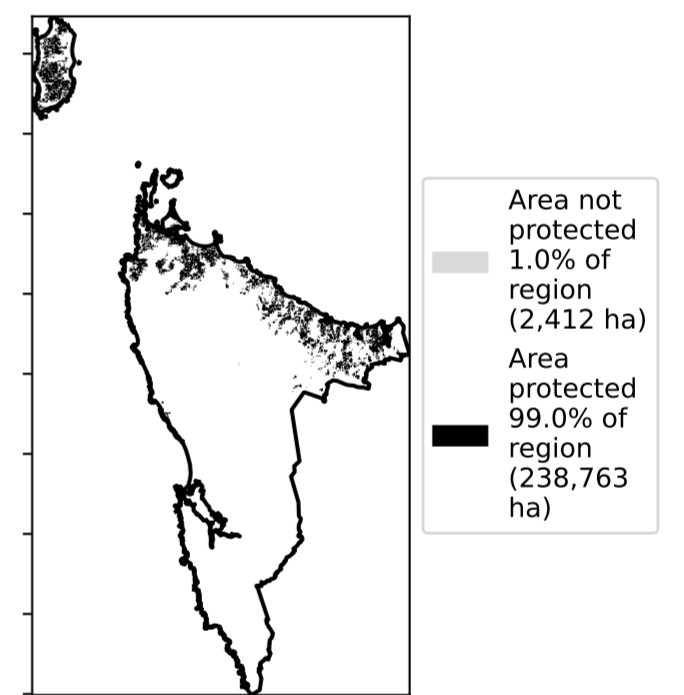 Area not
protected
1.0% of
region
(2,412 ha)
Area
protected
99.0% of
region
(238,763
ha)